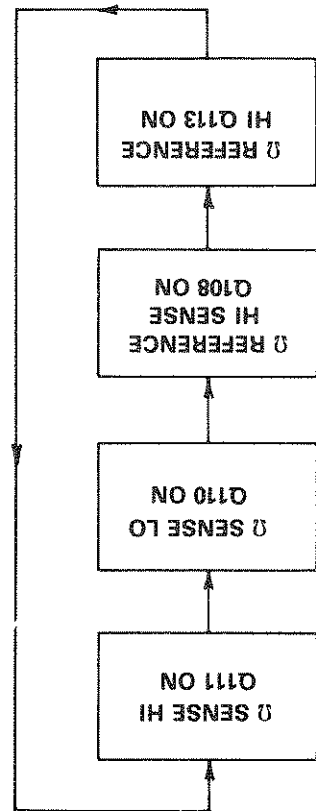 Ω SENSE HI
Q111 ON
Ω SENSE LO
Q110 ON
Ω REFERENCE
HI SENSE
Q108 ON
Ω REFERENCE
HI Q113 ON